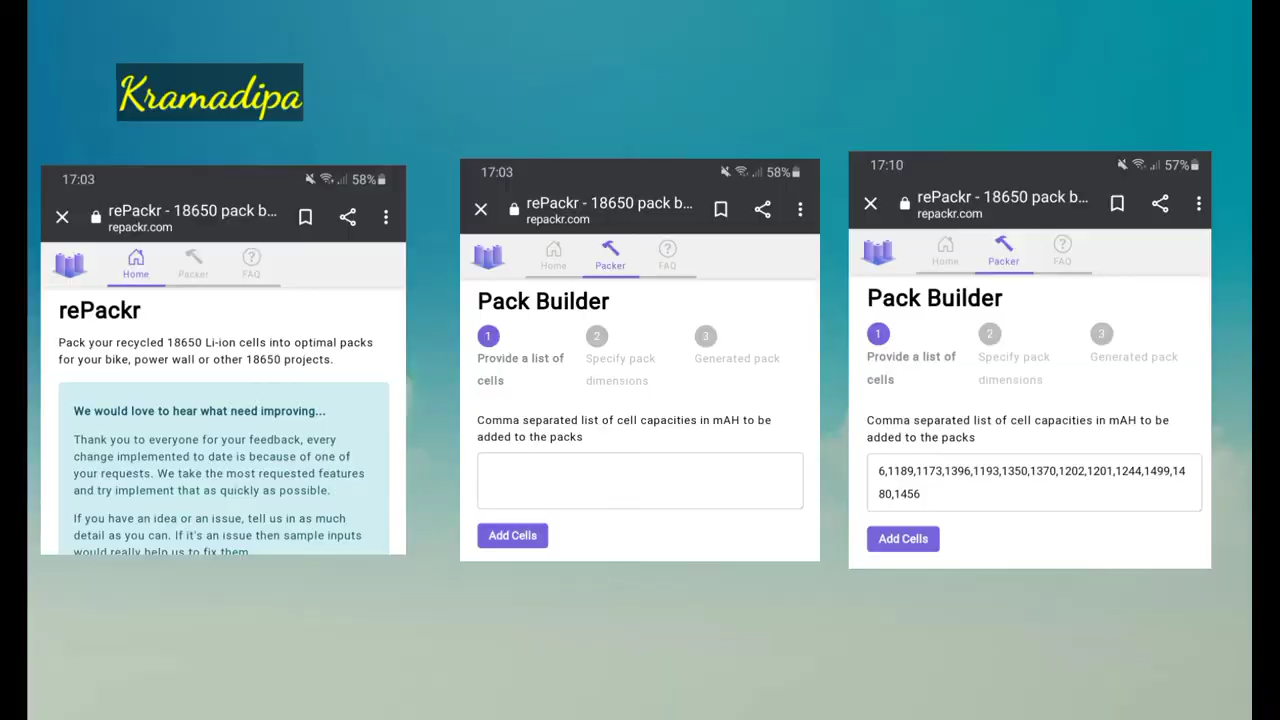 Kramadipa
17:03
58%
rePackr - 18650 pack b...
repackr.com
Home
Packer
FAQ
rePackr
Pack your recycled 18650 Li-ion cells into optimal packs
for your bike, power wall or other 18650 projects.
We would love to hear what need improving...
Thank you to everyone for your feedback, every
change implemented to date is because of one of
your requests. We take the most requested features
and try implement that as quickly as possible.
If you have an idea or an issue, tell us in as much
detail as you can. If it's an issue then sample inputs
would really help us to fix them.
17:03
58%
rePackr - 18650 pack b...
repackr.com
Home
Packer
FAQ
Pack Builder
1
2
3
Provide a list of
cells
Specify pack
dimensions
Generated pack
Comma separated list of cell capacities in mAH to be
added to the packs
Add Cells
17:10
57%
rePackr - 18650 pack b...
repackr.com
Home
Packer
FAQ
Pack Builder
1
2
3
Provide a list of
cells
Specify pack
dimensions
Generated pack
Comma separated list of cell capacities in mAH to be
added to the packs
6,1189,1173,1396,1193,1350,1370,1202,1201,1244,1499,14
80,1456
Add Cells